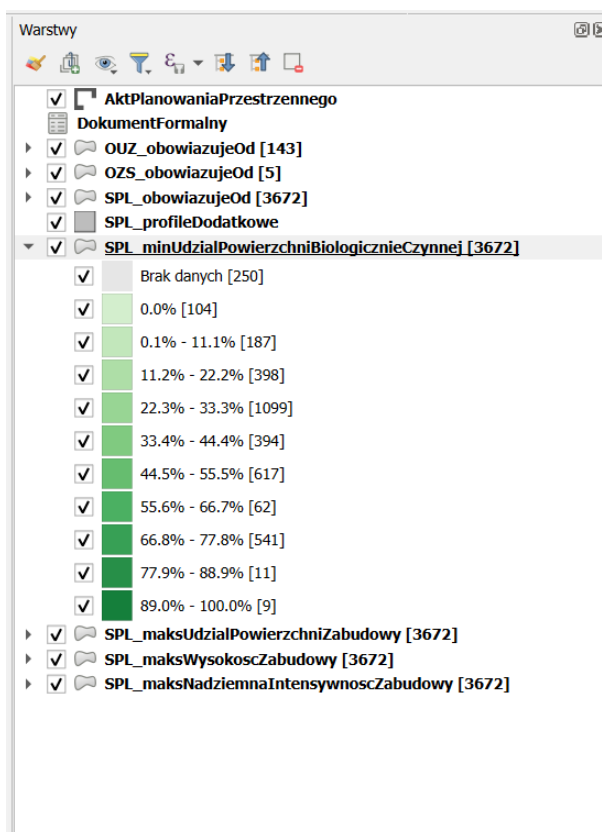 Warstwy
AktPlanowaniaPrzestrzennego
DokumentFormalny
OUZ_obowiazujeOd [143]
OZS_obowiazujeOd [5]
SPL_obowiazujeOd [3672]
SPL_profileDodatkowe
SPL_minUdzialPowierzchniBiologicznieCzynnej [3672]
Brak danych [250]
0.0% [104]
0.1% - 11.1% [187]
11.2% - 22.2% [398]
22.3% - 33.3% [1099]
33.4% - 44.4% [394]
44.5% - 55.5% [617]
55.6% - 66.7% [62]
66.8% - 77.8% [541]
77.9% - 88.9% [11]
89.0% - 100.0% [9]
SPL_maksUdzialPowierzchniZabudowy [3672]
SPL_maksWysokoscZabudowy [3672]
SPL_maksNadziemnaIntensywnoscZabudowy [3672]